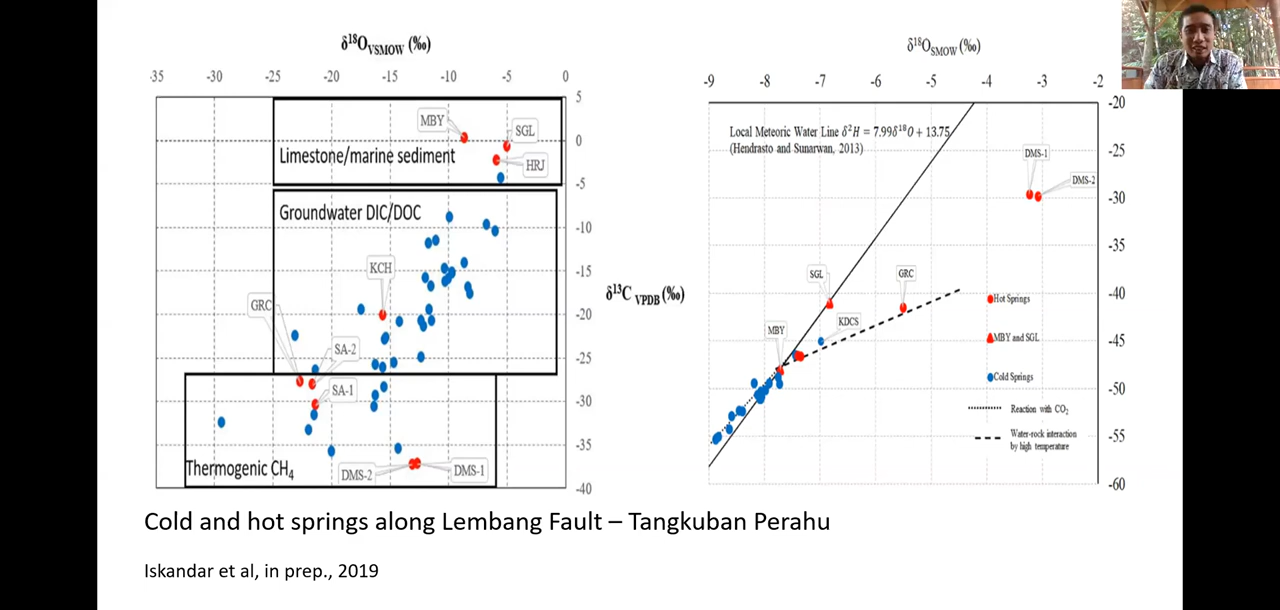 δ¹⁸O VSMOW (‰)
-35 -30 -25 -20 -15 -10 -5 0
5
0
-5
-10
-15
-20
-25
-30
-35
-40
MBY
SGL
HRJ
Limestone/marine sediment
Groundwater DIC/DOC
KCH
GRC
SA-2
SA-1
Thermogenic CH₄
DMS-2
DMS-1
δ¹³C VPDB (‰)
δ¹⁸O SMOW (‰)
-9 -8 -7 -6 -5 -4 -3 -2
-20
-25
-30
-35
-40
-45
-50
-55
-60
Local Meteoric Water Line δ²H = 7.99δ¹⁸O + 13.75
(Hendrasto and Sunarwan, 2013)
DMS-1
DMS-2
SGL
GRC
MBY
KDCS
Hot Springs
MBY and SGL
Cold Springs
Reaction with CO₂
Water-rock interaction
by high temperature
Cold and hot springs along Lembang Fault – Tangkuban Perahu
Iskandar et al, in prep., 2019